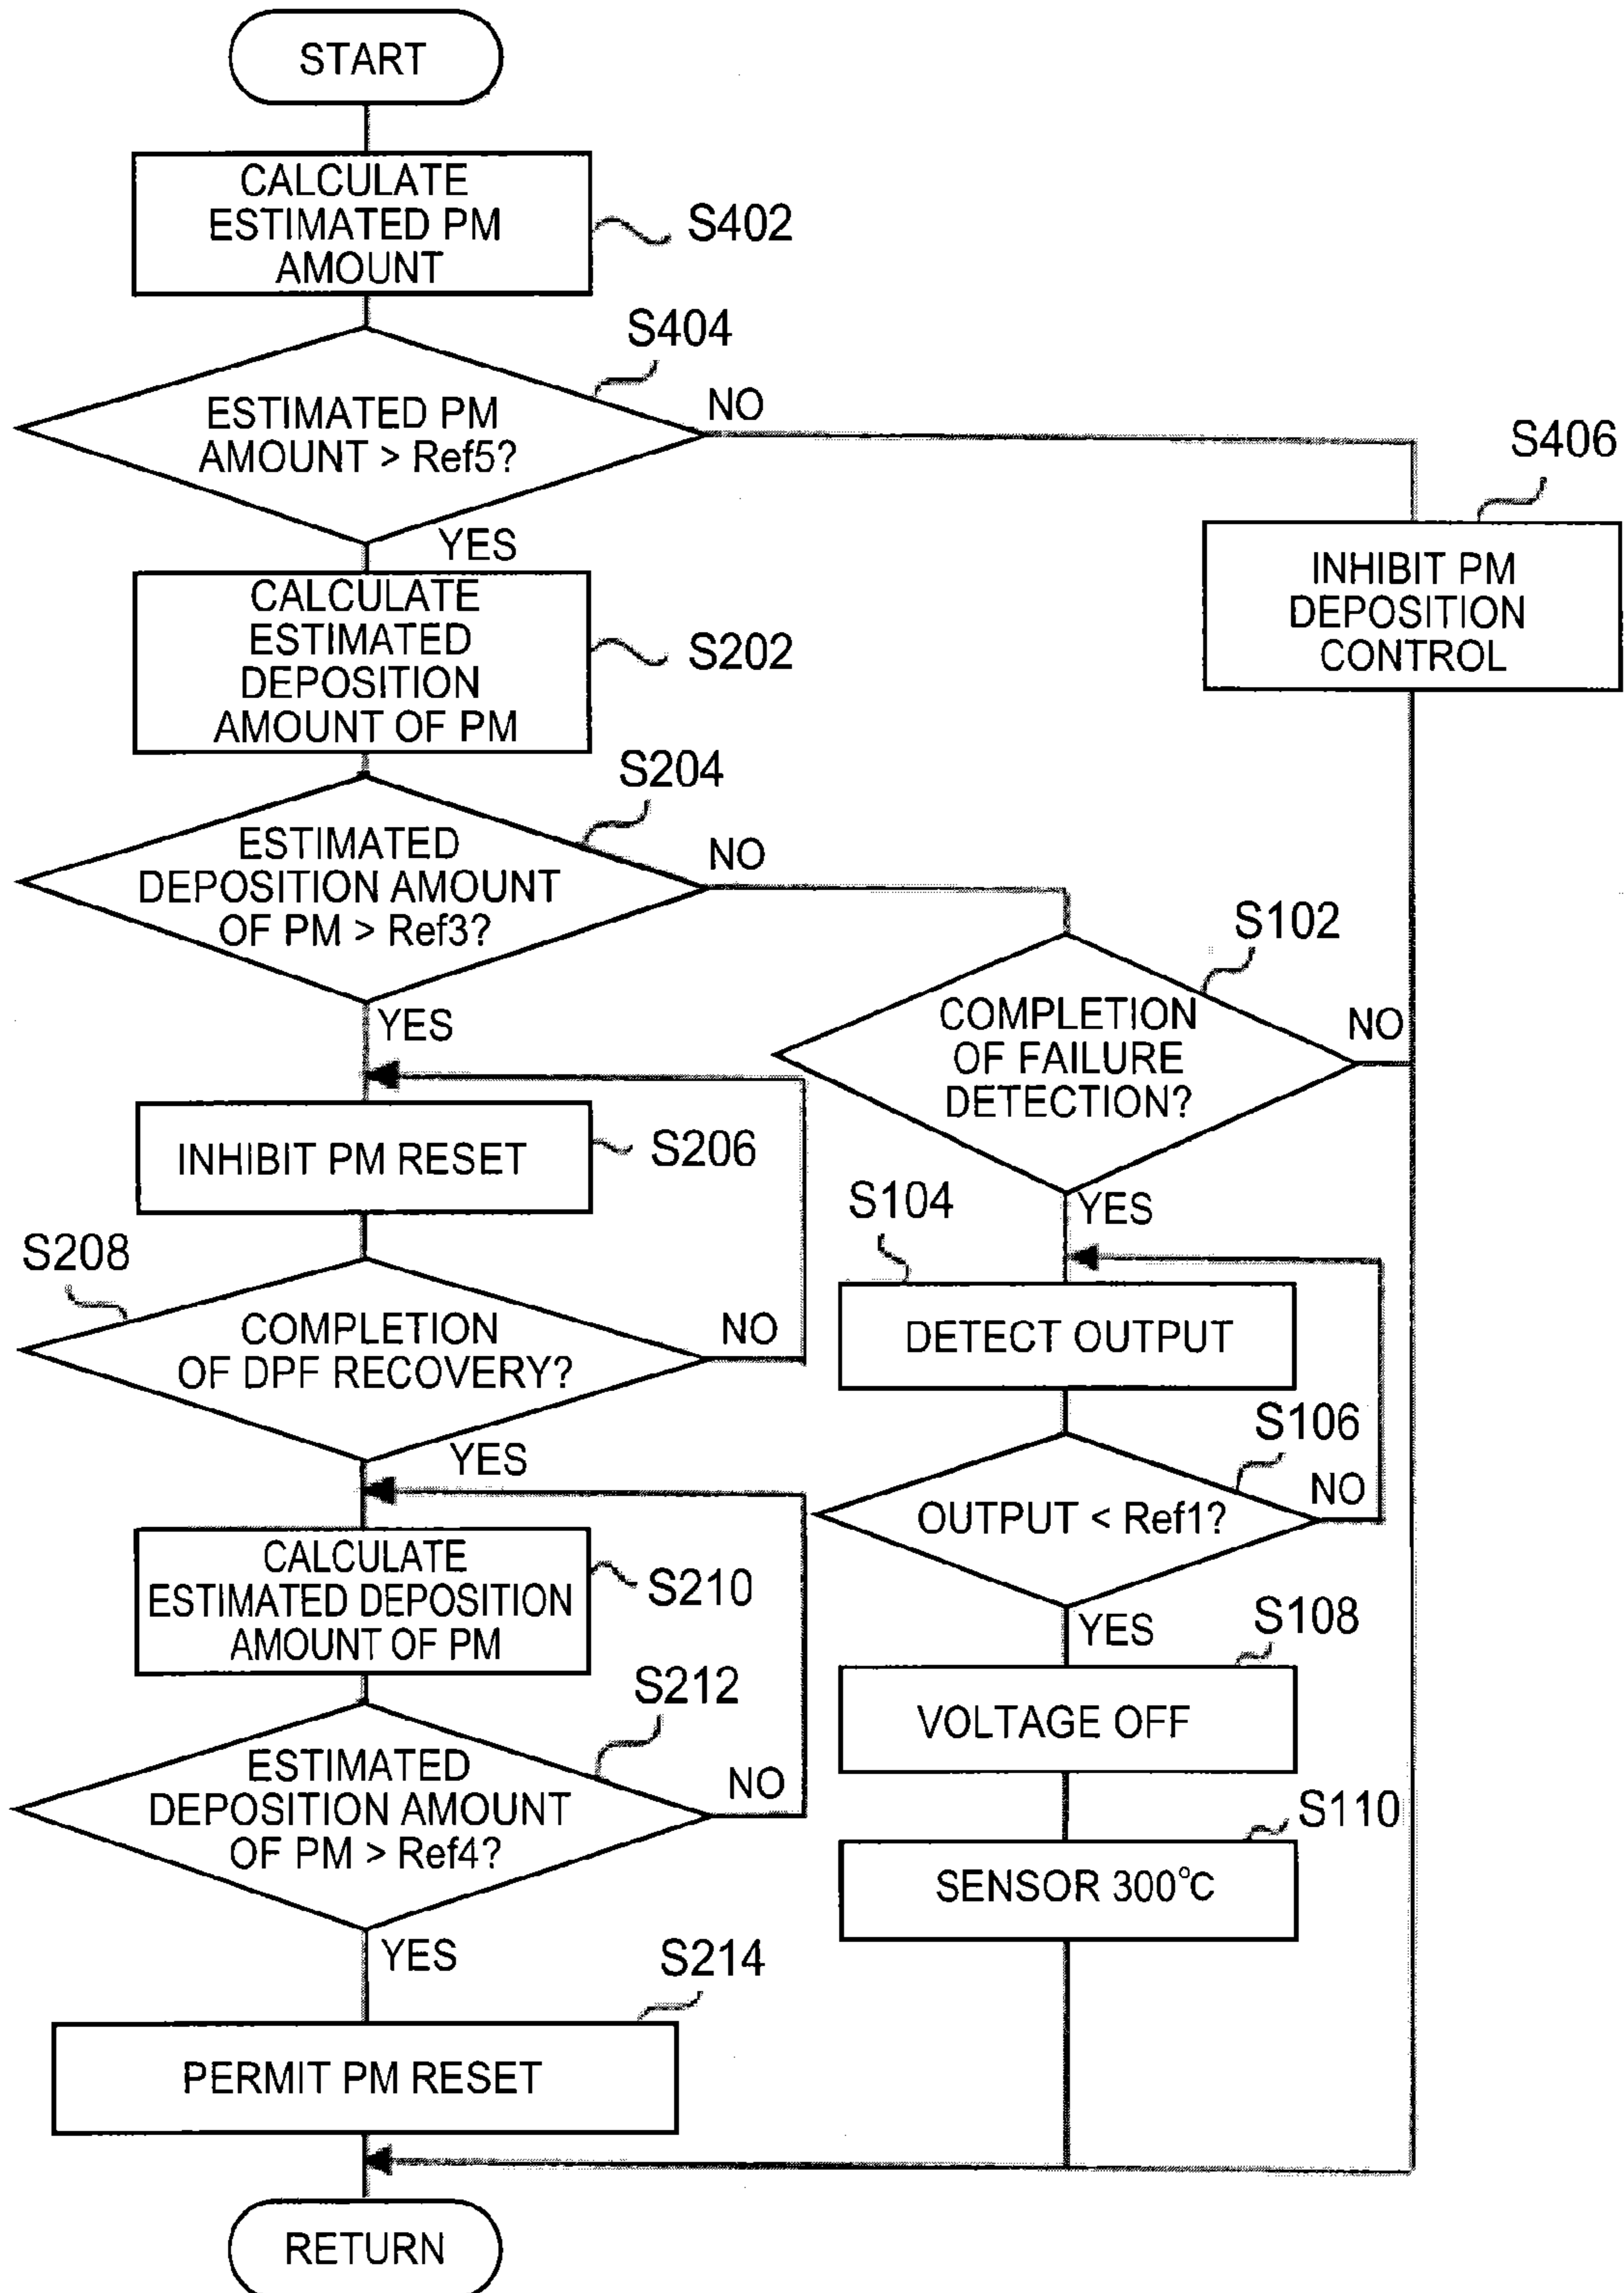 START
CALCULATE
ESTIMATED PM
AMOUNT
S402
S404
ESTIMATED PM
AMOUNT > Ref5?
NO
YES
S406
INHIBIT PM
DEPOSITION
CONTROL
CALCULATE
ESTIMATED
DEPOSITION
AMOUNT OF PM
S202
S204
ESTIMATED
DEPOSITION AMOUNT
OF PM > Ref3?
NO
YES
S102
COMPLETION
OF FAILURE
DETECTION?
NO
YES
INHIBIT PM RESET
S206
S208
COMPLETION
OF DPF RECOVERY?
NO
YES
S104
DETECT OUTPUT
S106
OUTPUT < Ref1?
NO
YES
CALCULATE
ESTIMATED DEPOSITION
AMOUNT OF PM
S210
S212
ESTIMATED
DEPOSITION AMOUNT
OF PM > Ref4?
NO
YES
S108
VOLTAGE OFF
S110
SENSOR 300°C
S214
PERMIT PM RESET
RETURN